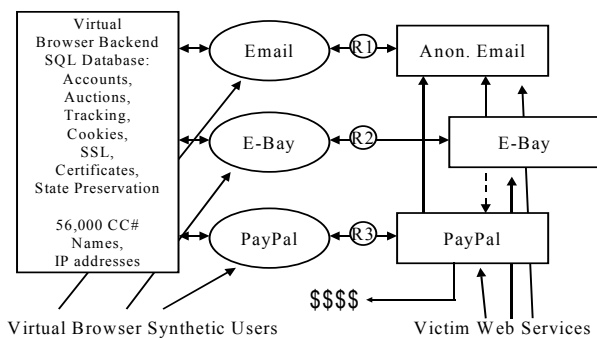 Virtual
Browser Backend
SQL Database:
Accounts,
Auctions,
Tracking,
Cookies,
SSL,
Certificates,
State Preservation
56,000 CC#
Names,
IP addresses
Email
R1
Anon. Email
E-Bay
R2
E-Bay
PayPal
R3
PayPal
$$$$
Virtual Browser Synthetic Users
Victim Web Services